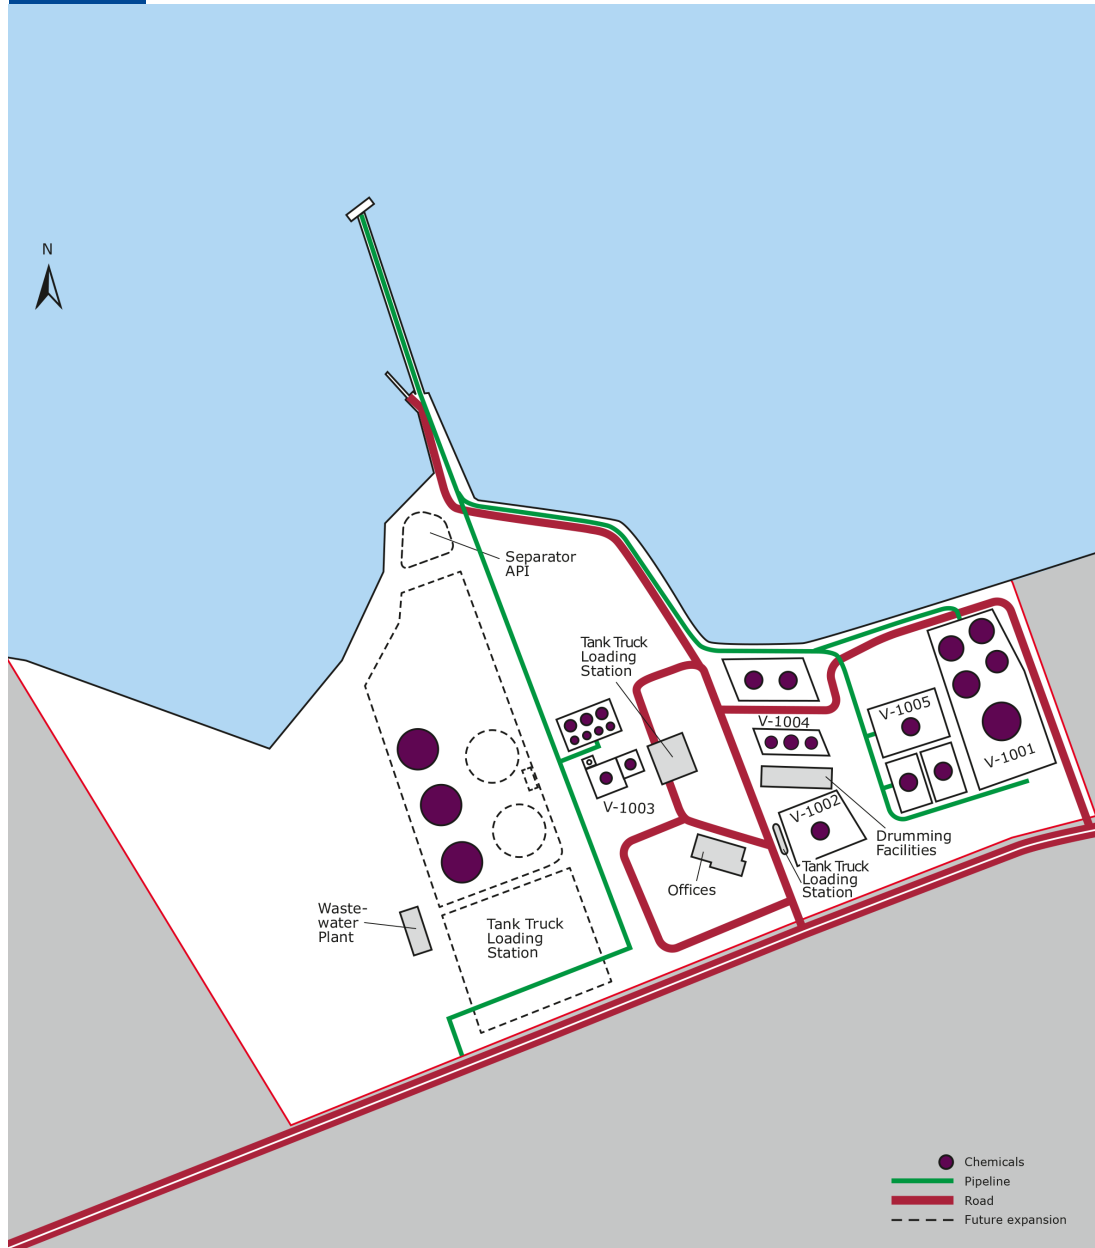 N
Separator
API
Tank Truck
Loading
Station
V-1005
V-1004
V-1001
V-1003
V-1002
Drumming
Facilities
Tank Truck
Loading
Station
Offices
Waste-
water
Plant
Tank Truck
Loading
Station
Chemicals
Pipeline
Road
Future expansion